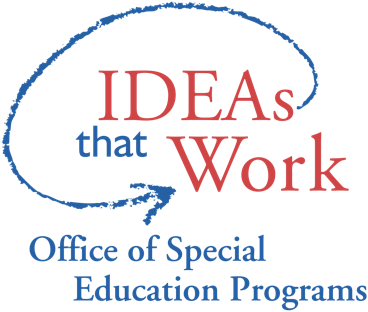 IDEAs
that Work
Office of Special
Education Programs